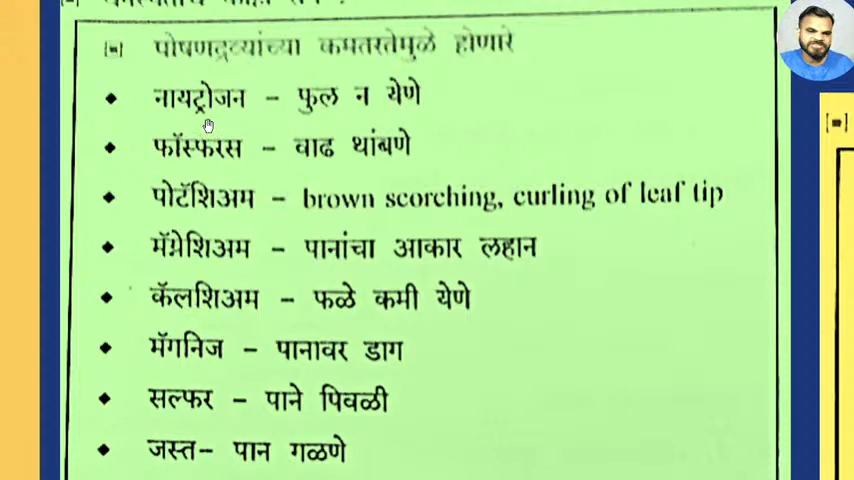 [-] पोषणद्रव्यांच्या कमतरतेमुळे होणारे
◆ नायट्रोजन – फुल न येणे
◆ फॉस्फरस – वाढ थांबणे
◆ पोटॅशिअम – brown scorching, curling of leaf tip
◆ मॅग्नेशिअम – पानांचा आकार लहान
◆ कॅलशिअम – फळे कमी येणे
◆ मॅगनिज – पानावर डाग
◆ सल्फर – पाने पिवळी
◆ जस्त– पान गळणे